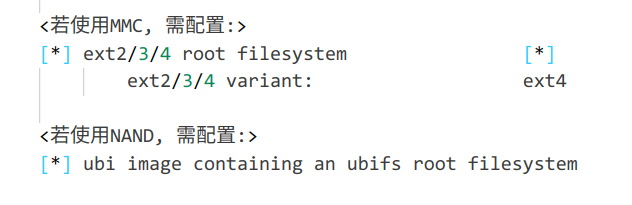 <若使用MMC, 需配置:>
[*] ext2/3/4 root filesystem [*]
ext2/3/4 variant: ext4
<若使用NAND, 需配置:>
[*] ubi image containing an ubifs root filesystem